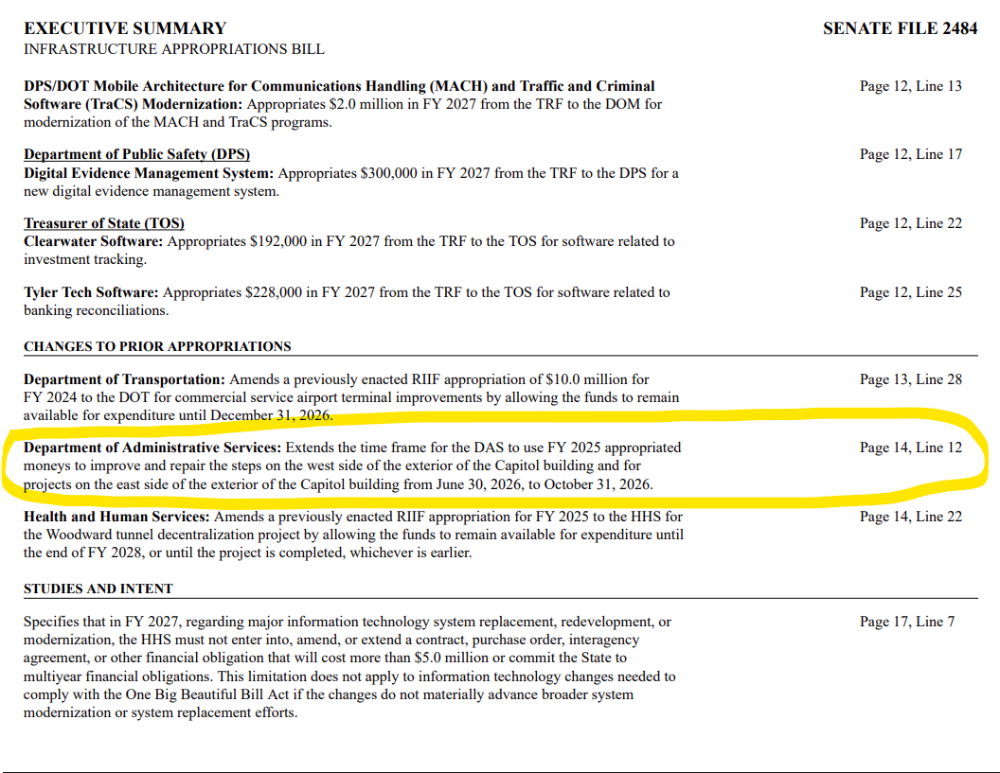 EXECUTIVE SUMMARY SENATE FILE 2484
INFRASTRUCTURE APPROPRIATIONS BILL
DPS/DOT Mobile Architecture for Communications Handling (MACH) and Traffic and Criminal Page 12, Line 13
Software (TraCS) Modernization: Appropriates $2.0 million in FY 2027 from the TRF to the DOM for
modernization of the MACH and TraCS programs.
Department of Public Safety (DPS) Page 12, Line 17
Digital Evidence Management System: Appropriates $300,000 in FY 2027 from the TRF to the DPS for a
new digital evidence management system.
Treasurer of State (TOS) Page 12, Line 22
Clearwater Software: Appropriates $192,000 in FY 2027 from the TRF to the TOS for software related to
investment tracking.
Tyler Tech Software: Appropriates $228,000 in FY 2027 from the TRF to the TOS for software related to Page 12, Line 25
banking reconciliations.
CHANGES TO PRIOR APPROPRIATIONS
Department of Transportation: Amends a previously enacted RIIF appropriation of $10.0 million for Page 13, Line 28
FY 2024 to the DOT for commercial service airport terminal improvements by allowing the funds to remain
available for expenditure until December 31, 2026.
Department of Administrative Services: Extends the time frame for the DAS to use FY 2025 appropriated Page 14, Line 12
moneys to improve and repair the steps on the west side of the exterior of the Capitol building and for
projects on the east side of the exterior of the Capitol building from June 30, 2026, to October 31, 2026.
Health and Human Services: Amends a previously enacted RIIF appropriation for FY 2025 to the HHS for Page 14, Line 22
the Woodward tunnel decentralization project by allowing the funds to remain available for expenditure until
the end of FY 2028, or until the project is completed, whichever is earlier.
STUDIES AND INTENT
Specifies that in FY 2027, regarding major information technology system replacement, redevelopment, or Page 17, Line 7
modernization, the HHS must not enter into, amend, or extend a contract, purchase order, interagency
agreement, or other financial obligation that will cost more than $5.0 million or commit the State to
multiyear financial obligations. This limitation does not apply to information technology changes needed to
comply with the One Big Beautiful Bill Act if the changes do not materially advance broader system
modernization or system replacement efforts.